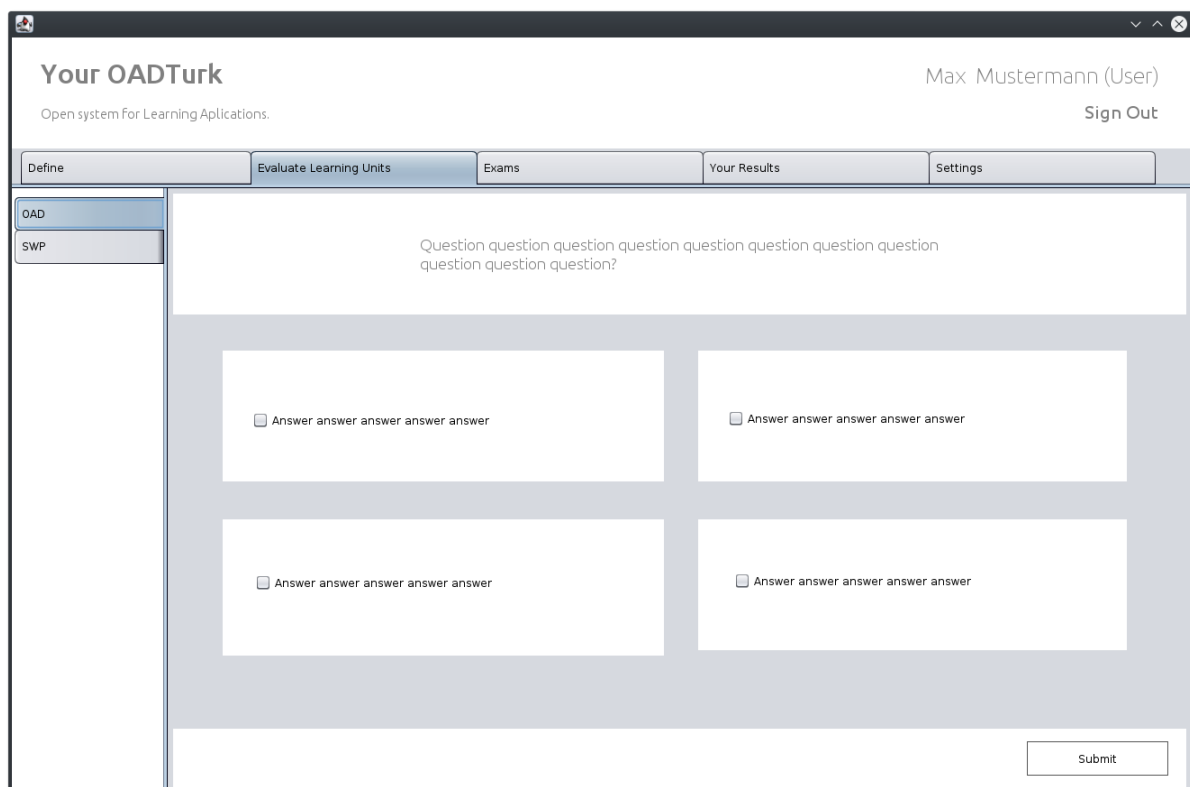 Your OADTurk
Max Mustermann (User)
Open system for Learning Aplications.
Sign Out
Define
Evaluate Learning Units
Exams
Your Results
Settings
OAD
SWP
Question question question question question question question question
question question question?
Answer answer answer answer answer
Answer answer answer answer answer
Answer answer answer answer answer
Answer answer answer answer answer
Submit